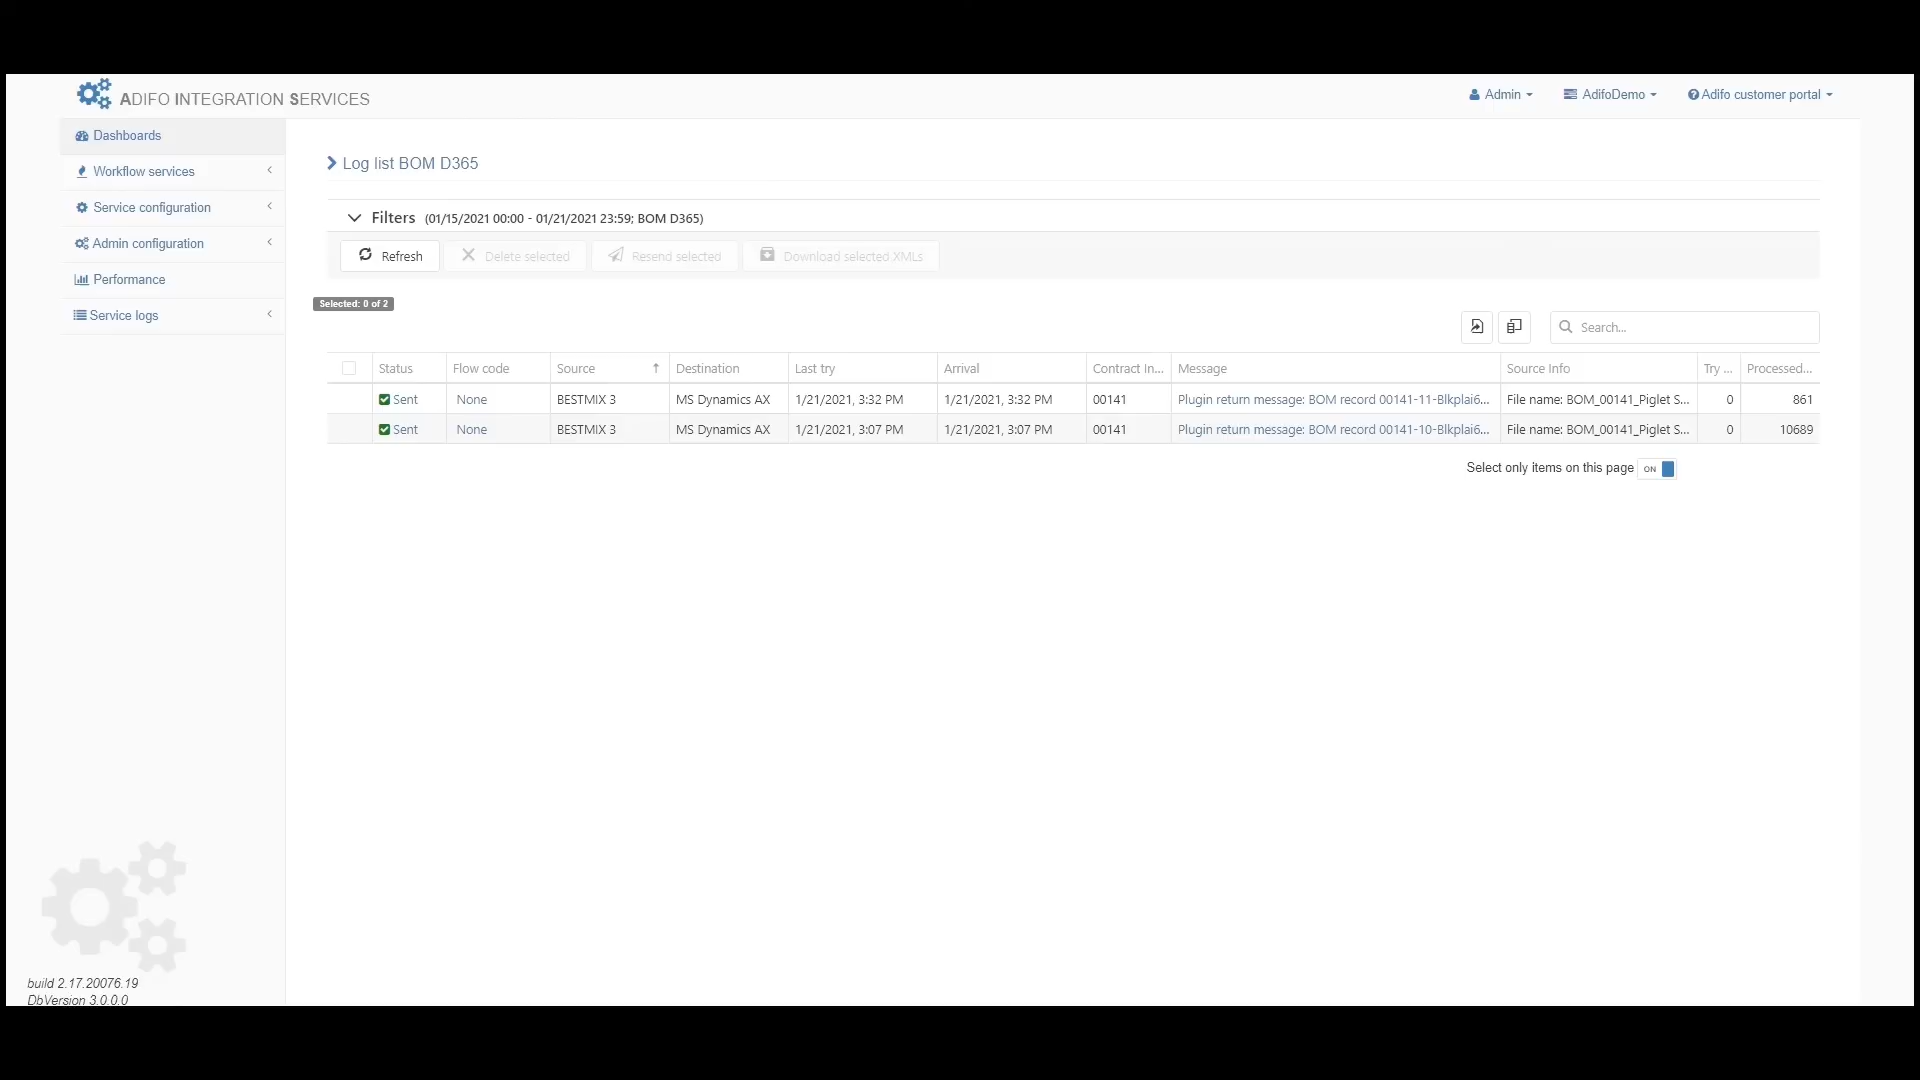 ADIFO INTEGRATION SERVICES
Admin
AdifoDemo
Adifo customer portal
Dashboards
Workflow services
Service configuration
Admin configuration
Performance
Service logs
Log list BOM D365
Filters (01/15/2021 00:00 - 01/21/2021 23:59; BOM D365)
Refresh
Delete selected
Resend selected
Download selected XMLs
Selected: 0 of 2
Search...
Status Flow code Source Destination Last try Arrival Contract In... Message Source Info Try ... Processed...
Sent None BESTMIX 3 MS Dynamics AX 1/21/2021, 3:32 PM 1/21/2021, 3:32 PM 00141 Plugin return message: BOM record 00141-11-Blkplai6... File name: BOM_00141_Piglet S... 0 861
Sent None BESTMIX 3 MS Dynamics AX 1/21/2021, 3:07 PM 1/21/2021, 3:07 PM 00141 Plugin return message: BOM record 00141-10-Blkplai6... File name: BOM_00141_Piglet S... 0 10689
Select only items on this page ON
build 2.17.20076.19
DbVersion 3.0.0.0